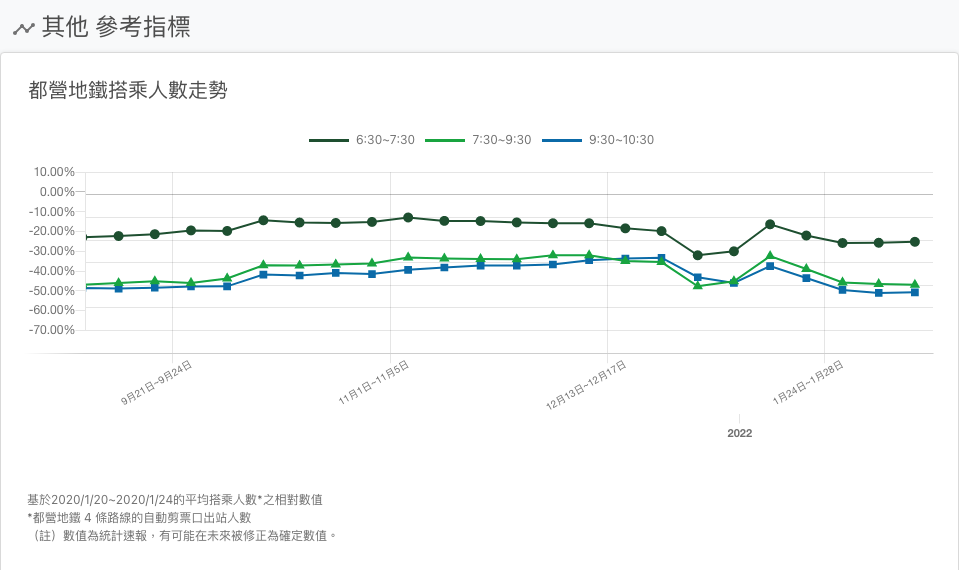 其他 參考指標
都營地鐵搭乘人數走勢
6:30~7:30 7:30~9:30 9:30~10:30
10.00%
0.00%
-10.00%
-20.00%
-30.00%
-40.00%
-50.00%
-60.00%
-70.00%
9月21日~9月24日
11月1日~11月5日
12月13日~12月17日
1月24日~1月28日
2022
基於2020/1/20~2020/1/24的平均搭乘人數*之相對數值
*都營地鐵 4 條路線的自動剪票口出站人數
（註）數值為統計速報，有可能在未來被修正為確定數值。